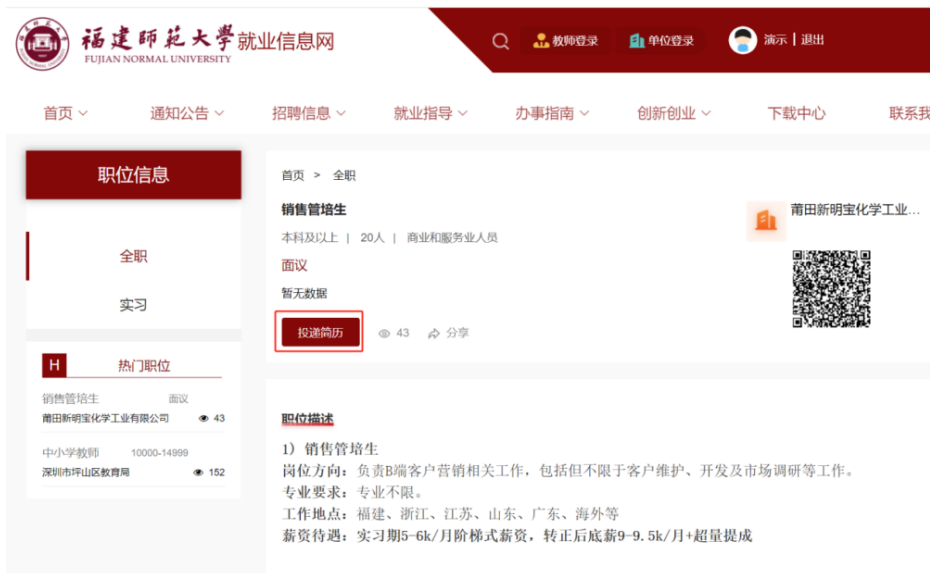 福建师范大学就业信息网
FUJIAN NORMAL UNIVERSITY
教师登录 单位登录 演示 | 退出
首页 通知公告 招聘信息 就业指导 办事指南 创新创业 下载中心 联系我
职位信息
全职
实习
H 热门职位
销售管培生 面议
莆田新明宝化学工业有限公司 43
中小学教师 10000-14999
深圳市坪山区教育局 152
首页 > 全职
销售管培生
本科及以上 | 20人 | 商业和服务业人员
面议
暂无数据
投递简历 43 分享
莆田新明宝化学工业...
职位描述
1) 销售管培生
岗位方向：负责B端客户营销相关工作，包括但不限于客户维护、开发及市场调研等工作。
专业要求：专业不限。
工作地点：福建、浙江、江苏、山东、广东、海外等
薪资待遇：实习期5-6k/月阶梯式薪资，转正后底薪9-9.5k/月+超量提成